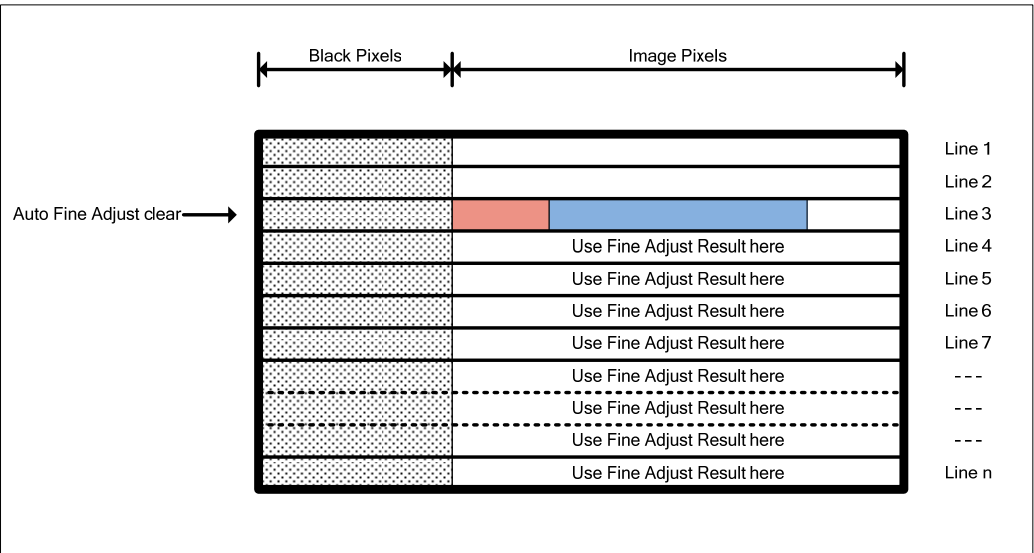 Black Pixels
Image Pixels
Line 1
Line 2
Auto Fine Adjust clear
Line 3
Use Fine Adjust Result here
Line 4
Use Fine Adjust Result here
Line 5
Use Fine Adjust Result here
Line 6
Use Fine Adjust Result here
Line 7
Use Fine Adjust Result here
---
Use Fine Adjust Result here
---
Use Fine Adjust Result here
---
Use Fine Adjust Result here
Line n